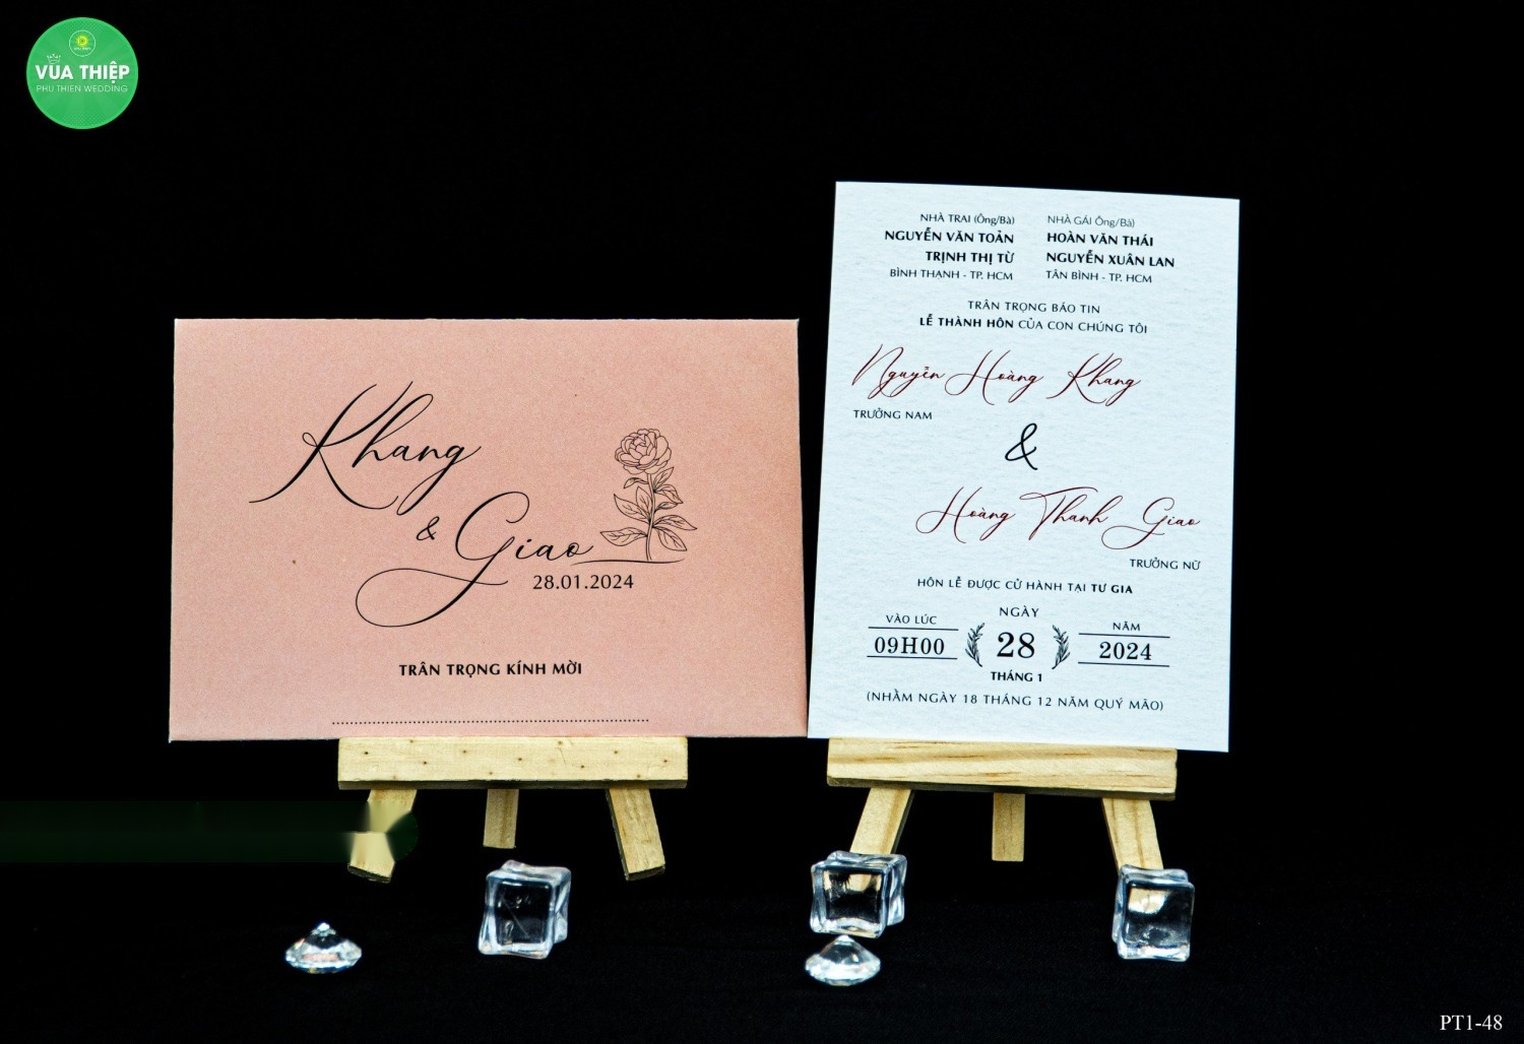 VUA THIỆP
PHU THIEN WEDDING
Khang
& Giao
28.01.2024
TRÂN TRỌNG KÍNH MỜI
NHÀ TRAI (Ông/Bà)
NGUYỄN VĂN TOẢN
TRỊNH THỊ TỪ
BÌNH THẠNH - TP. HCM
NHÀ GÁI Ông/Bà)
HOÀN VĂN THÁI
NGUYỄN XUÂN LAN
TÂN BÌNH - TP. HCM
TRÂN TRỌNG BÁO TIN
LỄ THÀNH HÔN CỦA CON CHÚNG TÔI
Nguyễn Hoàng Khang
TRƯỞNG NAM
&
Hoàng Thanh Giao
TRƯỞNG NỮ
HÔN LỄ ĐƯỢC CỬ HÀNH TẠI TƯ GIA
VÀO LÚC
09H00
NGÀY
28
THÁNG 1
NĂM
2024
(NHẰM NGÀY 18 THÁNG 12 NĂM QUÝ MÃO)
PT1-48